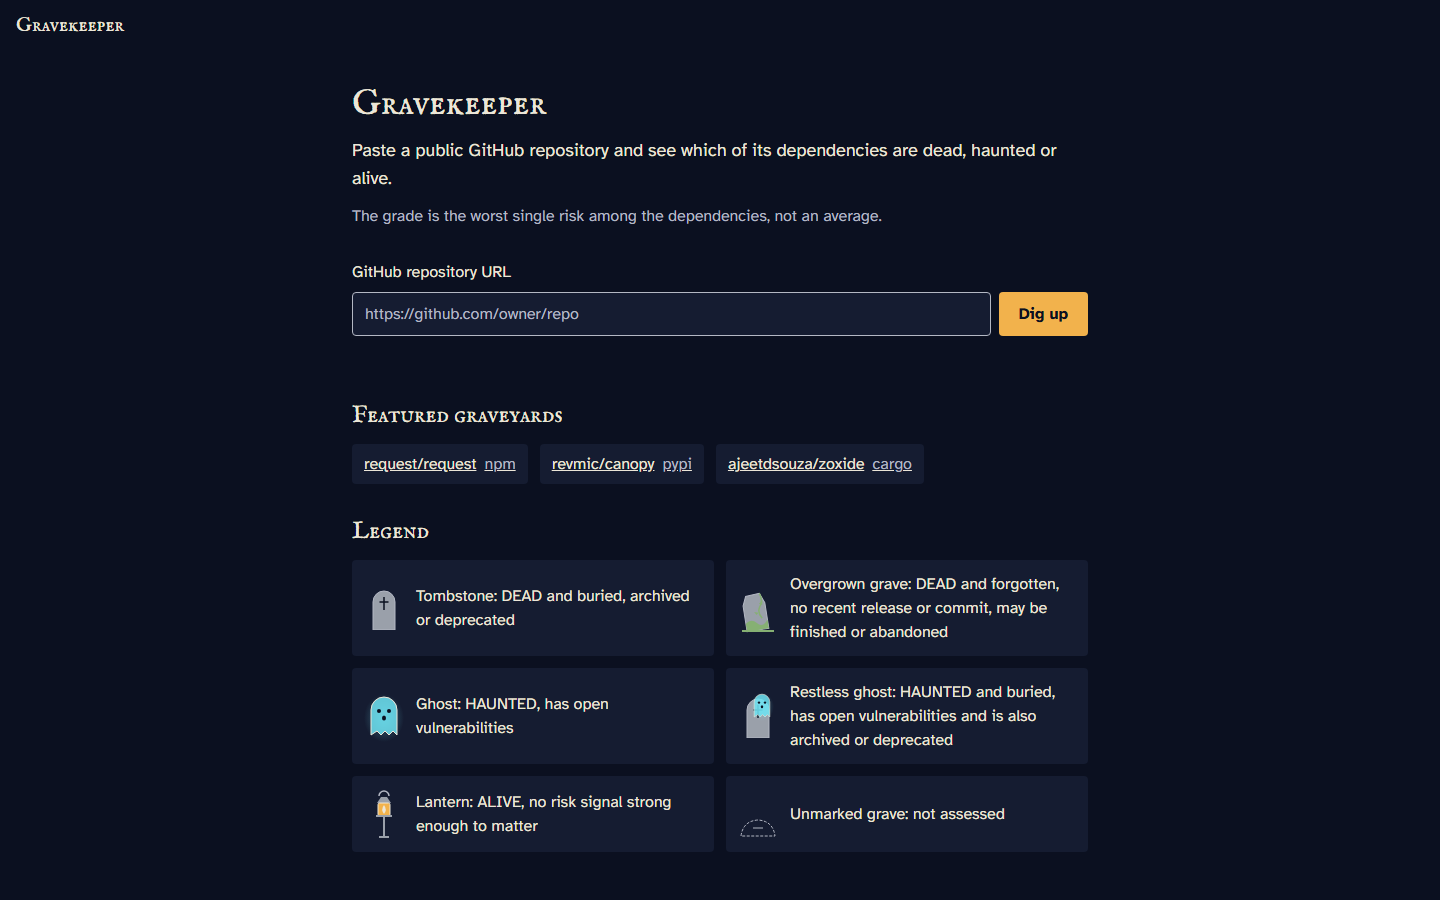 Gravekeeper
Gravekeeper
Paste a public GitHub repository and see which of its dependencies are dead, haunted or
alive.
The grade is the worst single risk among the dependencies, not an average.
GitHub repository URL
https://github.com/owner/repo
Dig up
Featured graveyards
request/request npm
revmic/canopy pypi
ajeetdsouza/zoxide cargo
Legend
Tombstone: DEAD and buried, archived
or deprecated
Overgrown grave: DEAD and forgotten,
no recent release or commit, may be
finished or abandoned
Ghost: HAUNTED, has open
vulnerabilities
Restless ghost: HAUNTED and buried,
has open vulnerabilities and is also
archived or deprecated
Lantern: ALIVE, no risk signal strong
enough to matter
Unmarked grave: not assessed